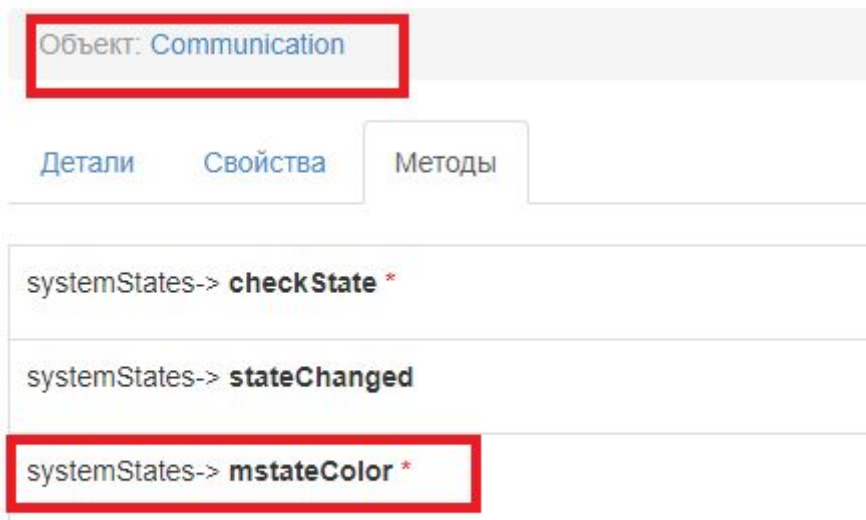 Объект: Communication
Детали Свойства Методы
systemStates-> checkState *
systemStates-> stateChanged
systemStates-> mstateColor *